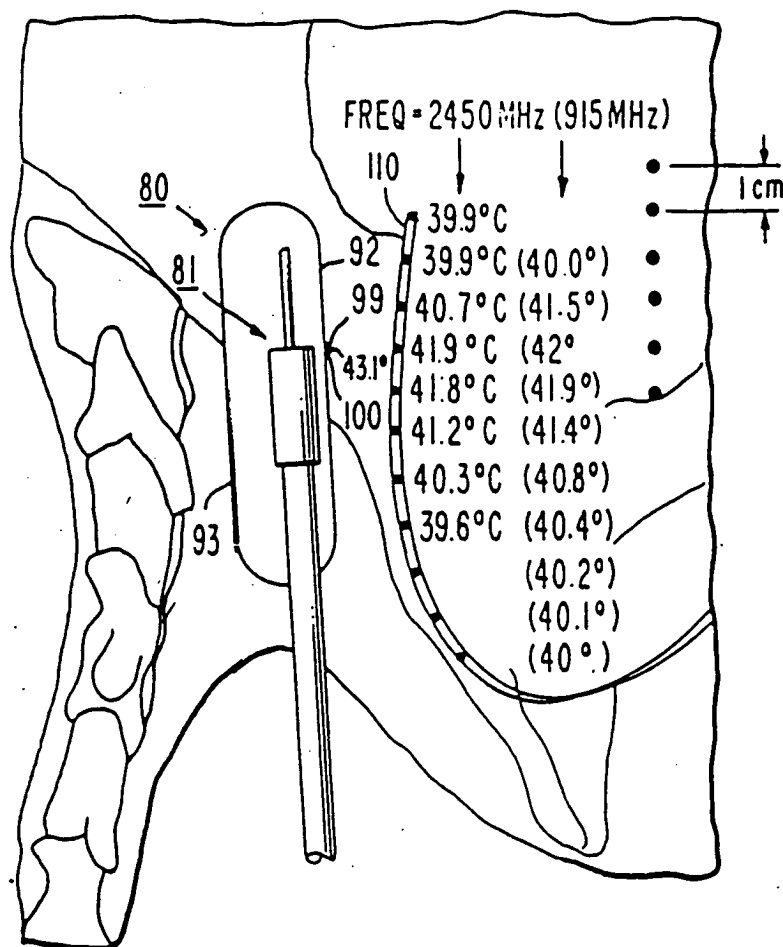 FREQ = 2450 MHz (915 MHz)
110
1 cm
80
39.9°C
92
39.9°C (40.0°)
81
99
40.7°C (41.5°)
43.1°
41.9°C (42°
100
41.8°C (41.9°)
41.2°C (41.4°)
40.3°C (40.8°)
93
39.6°C (40.4°)
(40.2°)
(40.1°)
(40°.)